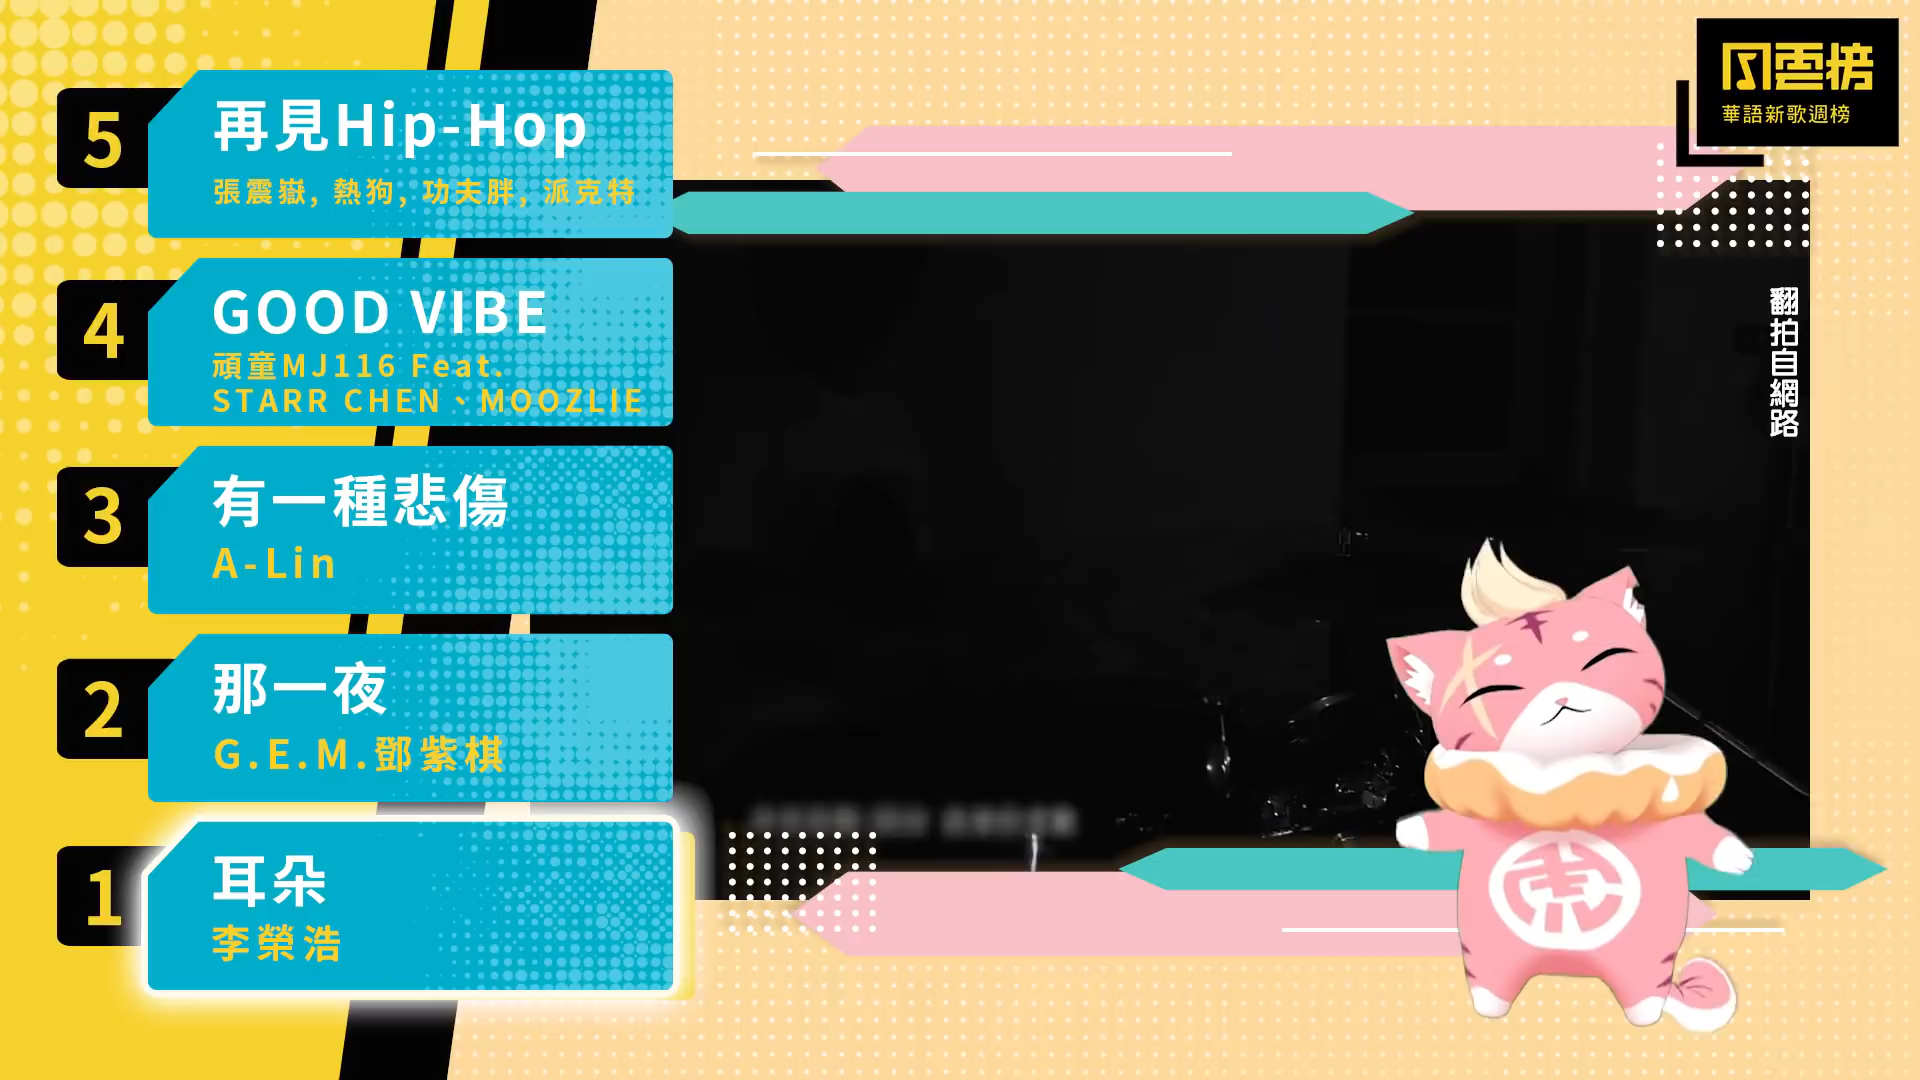 5
再見Hip-Hop
張震嶽, 熱狗, 功夫胖, 派克特
4
GOOD VIBE
頑童MJ116 Feat.
STARR CHEN、MOOZLIE
3
有一種悲傷
A-Lin
2
那一夜
G.E.M.鄧紫棋
1
耳朵
李榮浩
風雲榜
華語新歌週榜
翻拍自網路